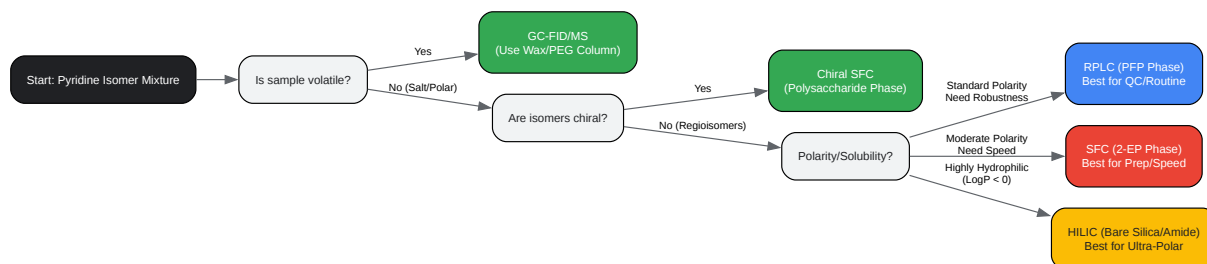 Start: Pyridine Isomer Mixture
Is sample volatile?
Yes
No (Salt/Polar)
GC-FID/MS
(Use Wax/PEG Column)
Are isomers chiral?
Yes
No (Regioisomers)
Chiral SFC
(Polysaccharide Phase)
Polarity/Solubility?
Standard Polarity
Need Robustness
Moderate Polarity
Need Speed
Highly Hydrophilic
(LogP < 0)
RPLC (PFP Phase)
Best for QC/Routine
SFC (2-EP Phase)
Best for Prep/Speed
HILIC (Bare Silica/Amide)
Best for Ultra-Polar